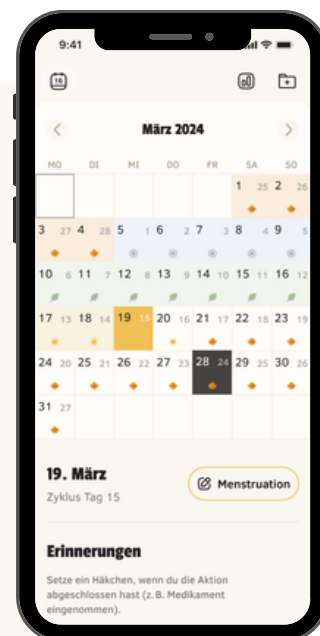 9:41
16
März 2024
MO DI MI DO FR SA SO
1 25 2 26
3 27 4 28 5 1 6 2 7 3 8 4 9 5
10 6 11 7 12 8 13 9 14 10 15 11 16 12
17 13 18 14 19 15 20 16 21 17 22 18 23 19
24 20 25 21 26 22 27 23 28 24 29 25 30 26
31 27
19. März
Menstruation
Zyklus Tag 15
Erinnerungen
Setze ein Häkchen, wenn du die Aktion
abgeschlossen hast (z. B. Medikament
eingenommen).